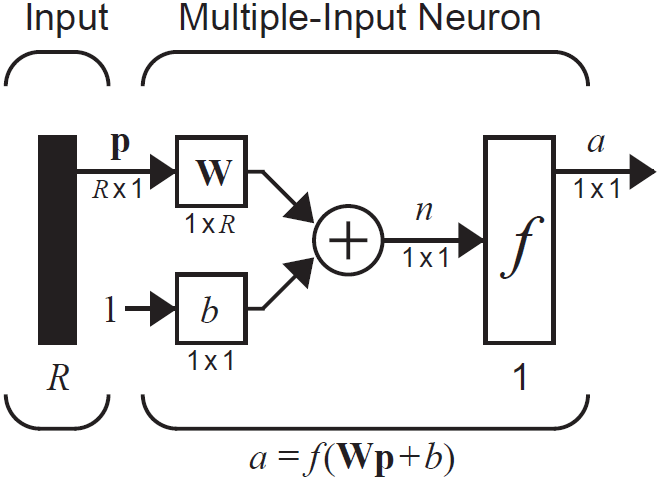 Input Multiple-Input Neuron
p a
R x 1 W n 1 x 1
1 x R f
1 b 1 x 1
1 x 1
R 1
a = f(Wp + b)